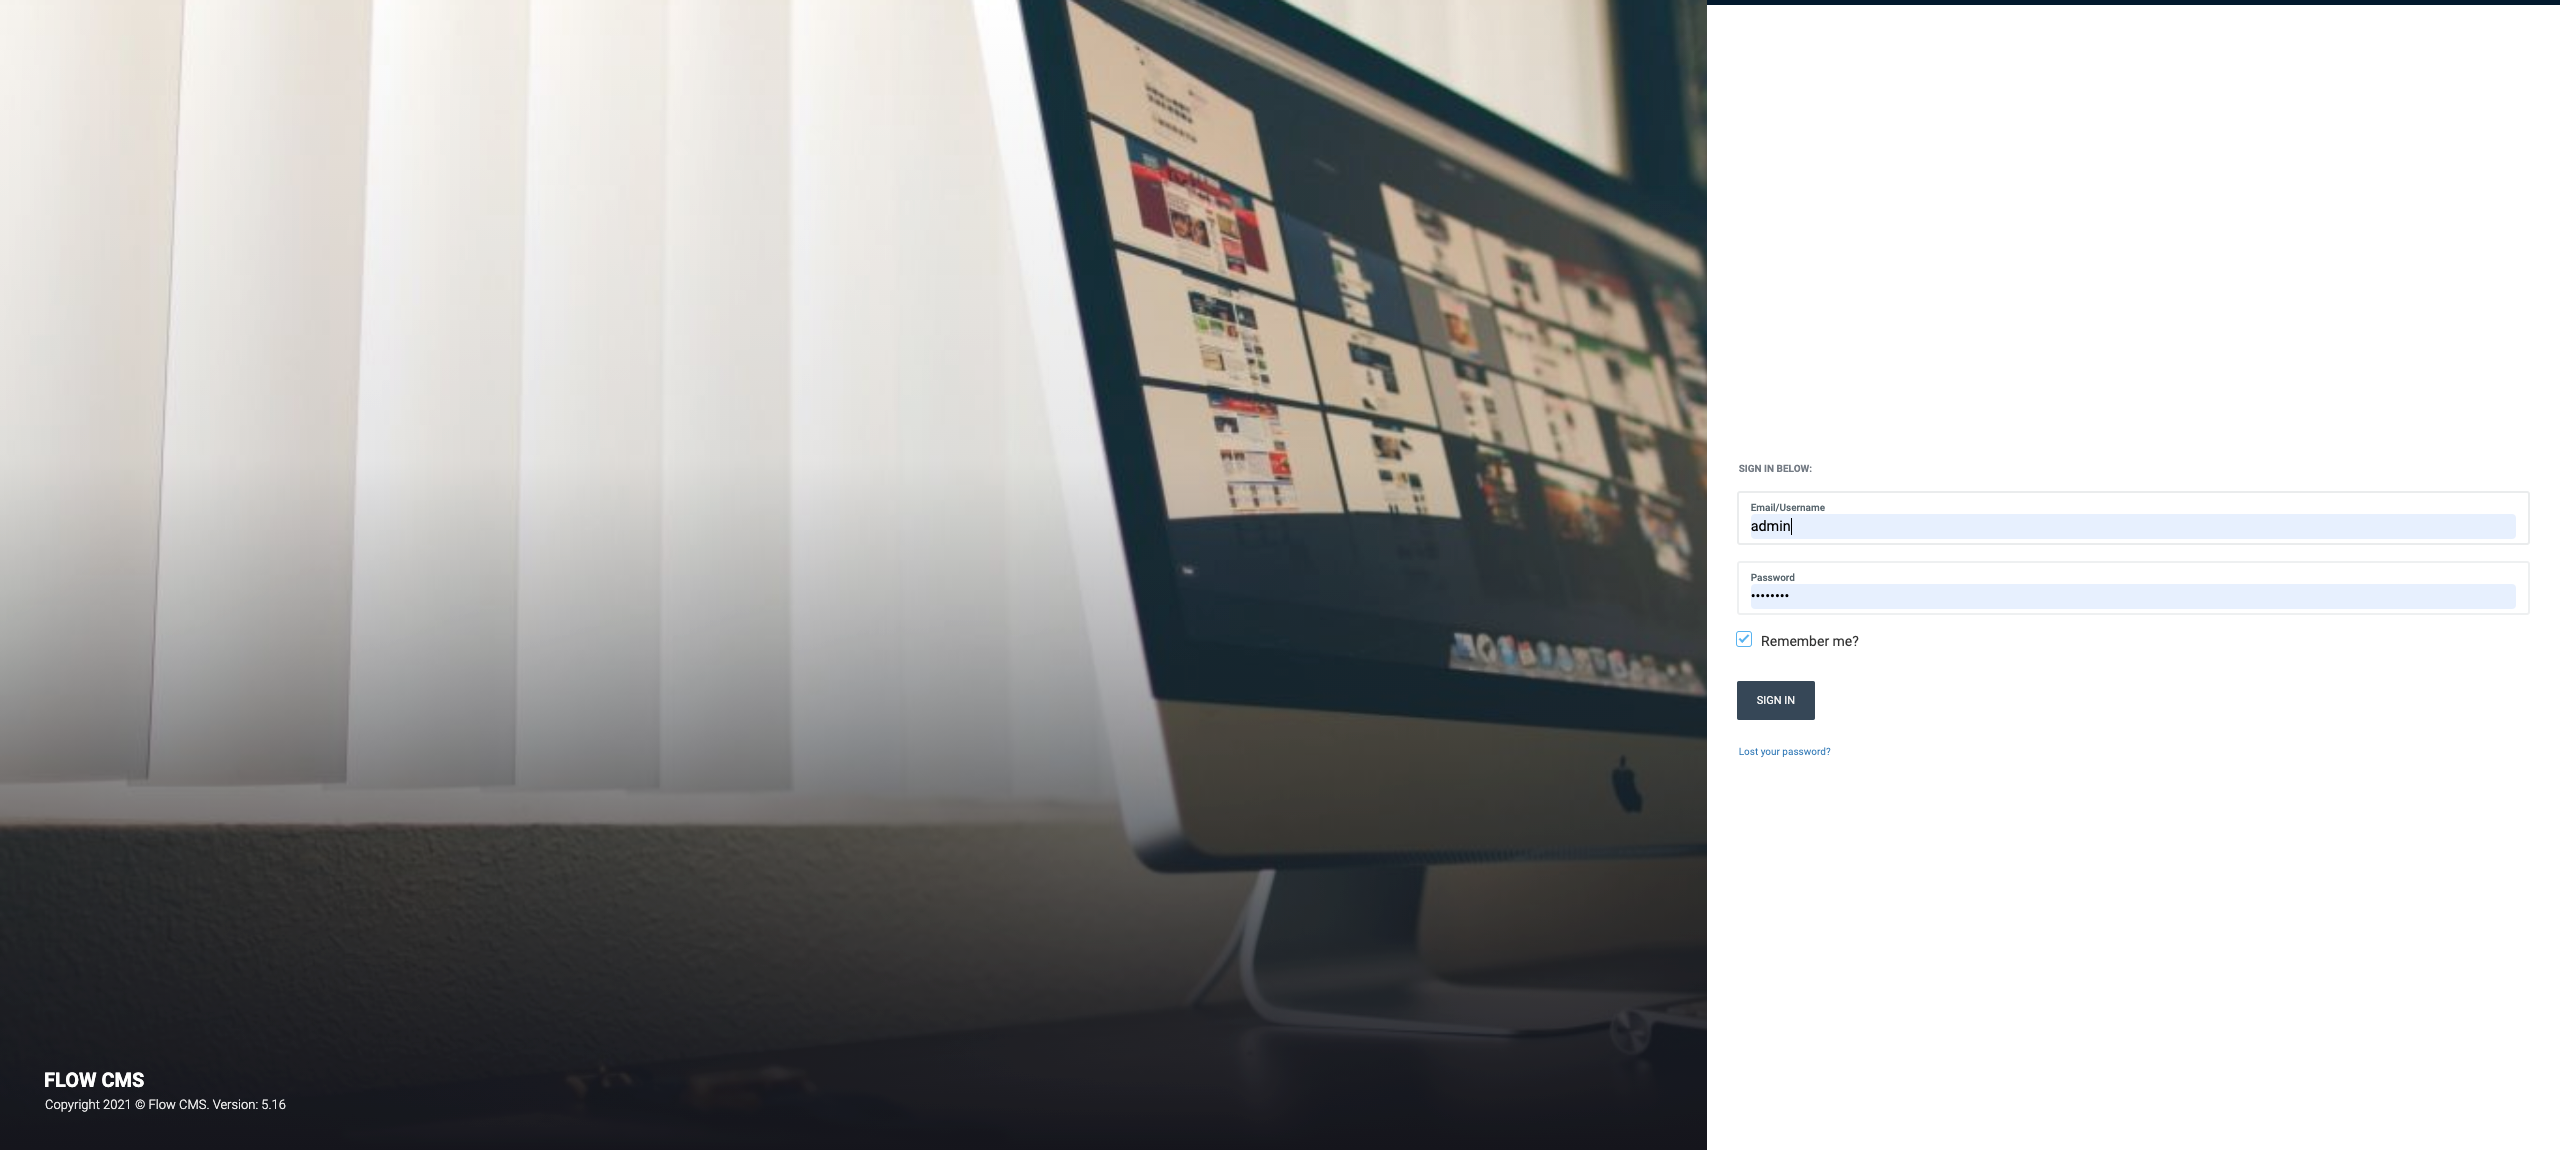 SIGN IN BELOW:
Email/Username
admin
Password
••••••••
Remember me?
SIGN IN
Lost your password?
FLOW CMS
Copyright 2021 © Flow CMS. Version: 5.16